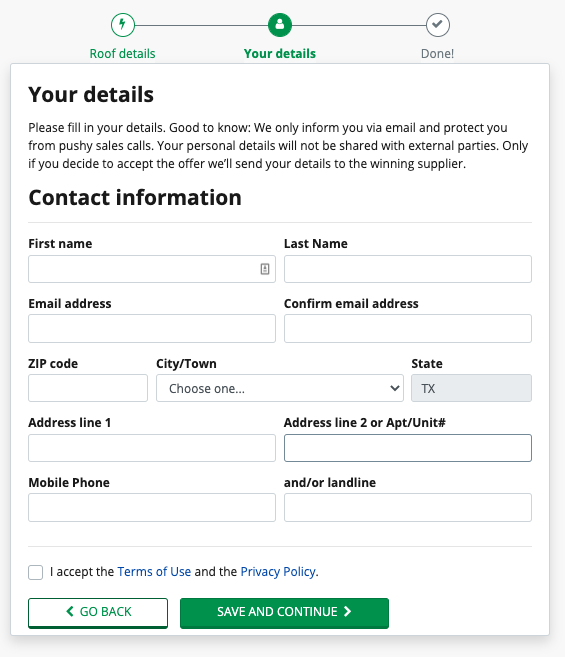 Roof details
Your details
Done!
Your details
Please fill in your details. Good to know: We only inform you via email and protect you
from pushy sales calls. Your personal details will not be shared with external parties. Only
if you decide to accept the offer we’ll send your details to the winning supplier.
Contact information
First name
Last Name
Email address
Confirm email address
ZIP code
City/Town
State
Choose one...
TX
Address line 1
Address line 2 or Apt/Unit#
Mobile Phone
and/or landline
I accept the Terms of Use and the Privacy Policy.
GO BACK
SAVE AND CONTINUE